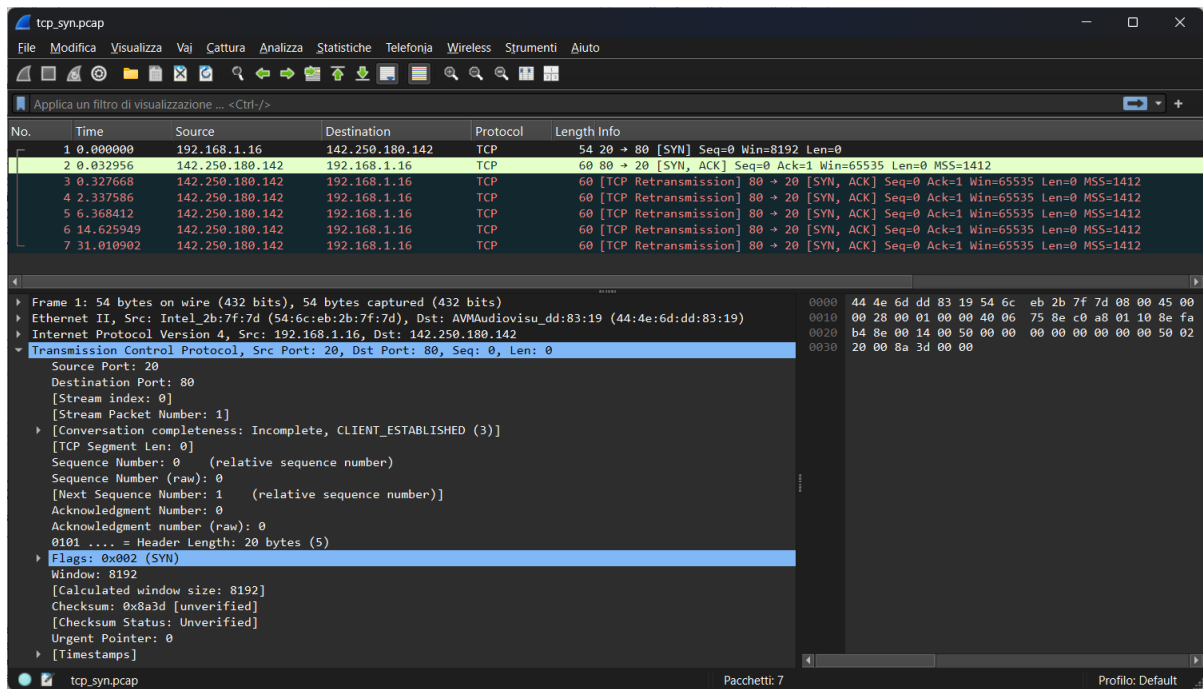 tcp_syn.pcap
File Modifica Visualizza Vai Cattura Analizza Statistiche Telefonia Wireless Strumenti Aiuto
Applica un filtro di visualizzazione ... <Ctrl-/>
No. Time Source Destination Protocol Length Info
1 0.000000 192.168.1.16 142.250.180.142 TCP 54 20 → 80 [SYN] Seq=0 Win=8192 Len=0
2 0.032956 142.250.180.142 192.168.1.16 TCP 60 80 → 20 [SYN, ACK] Seq=0 Ack=1 Win=65535 Len=0 MSS=1412
3 0.327668 142.250.180.142 192.168.1.16 TCP 60 [TCP Retransmission] 80 → 20 [SYN, ACK] Seq=0 Ack=1 Win=65535 Len=0 MSS=1412
4 2.337586 142.250.180.142 192.168.1.16 TCP 60 [TCP Retransmission] 80 → 20 [SYN, ACK] Seq=0 Ack=1 Win=65535 Len=0 MSS=1412
5 6.368412 142.250.180.142 192.168.1.16 TCP 60 [TCP Retransmission] 80 → 20 [SYN, ACK] Seq=0 Ack=1 Win=65535 Len=0 MSS=1412
6 14.625949 142.250.180.142 192.168.1.16 TCP 60 [TCP Retransmission] 80 → 20 [SYN, ACK] Seq=0 Ack=1 Win=65535 Len=0 MSS=1412
7 31.010902 142.250.180.142 192.168.1.16 TCP 60 [TCP Retransmission] 80 → 20 [SYN, ACK] Seq=0 Ack=1 Win=65535 Len=0 MSS=1412
Frame 1: 54 bytes on wire (432 bits), 54 bytes captured (432 bits)
Ethernet II, Src: Intel_2b:7f:7d (54:6c:eb:2b:7f:7d), Dst: AVMAudiovisu_dd:83:19 (44:4e:6d:dd:83:19)
Internet Protocol Version 4, Src: 192.168.1.16, Dst: 142.250.180.142
Transmission Control Protocol, Src Port: 20, Dst Port: 80, Seq: 0, Len: 0
Source Port: 20
Destination Port: 80
[Stream index: 0]
[Stream Packet Number: 1]
[Conversation completeness: Incomplete, CLIENT_ESTABLISHED (3)]
[TCP Segment Len: 0]
Sequence Number: 0 (relative sequence number)
Sequence Number (raw): 0
[Next Sequence Number: 1 (relative sequence number)]
Acknowledgment Number: 0
Acknowledgment number (raw): 0
0101 .... = Header Length: 20 bytes (5)
Flags: 0x002 (SYN)
Window: 8192
[Calculated window size: 8192]
Checksum: 0x8a3d [unverified]
[Checksum Status: Unverified]
Urgent Pointer: 0
[Timestamps]
0000 44 4e 6d dd 83 19 54 6c eb 2b 7f 7d 08 00 45 00
0010 00 28 00 01 00 00 40 06 75 8e c0 a8 01 10 8e fa
0020 b4 8e 00 14 00 50 00 00 00 00 00 00 00 00 50 02
0030 20 00 8a 3d 00 00
tcp_syn.pcap
Pacchetti: 7
Profilo: Default